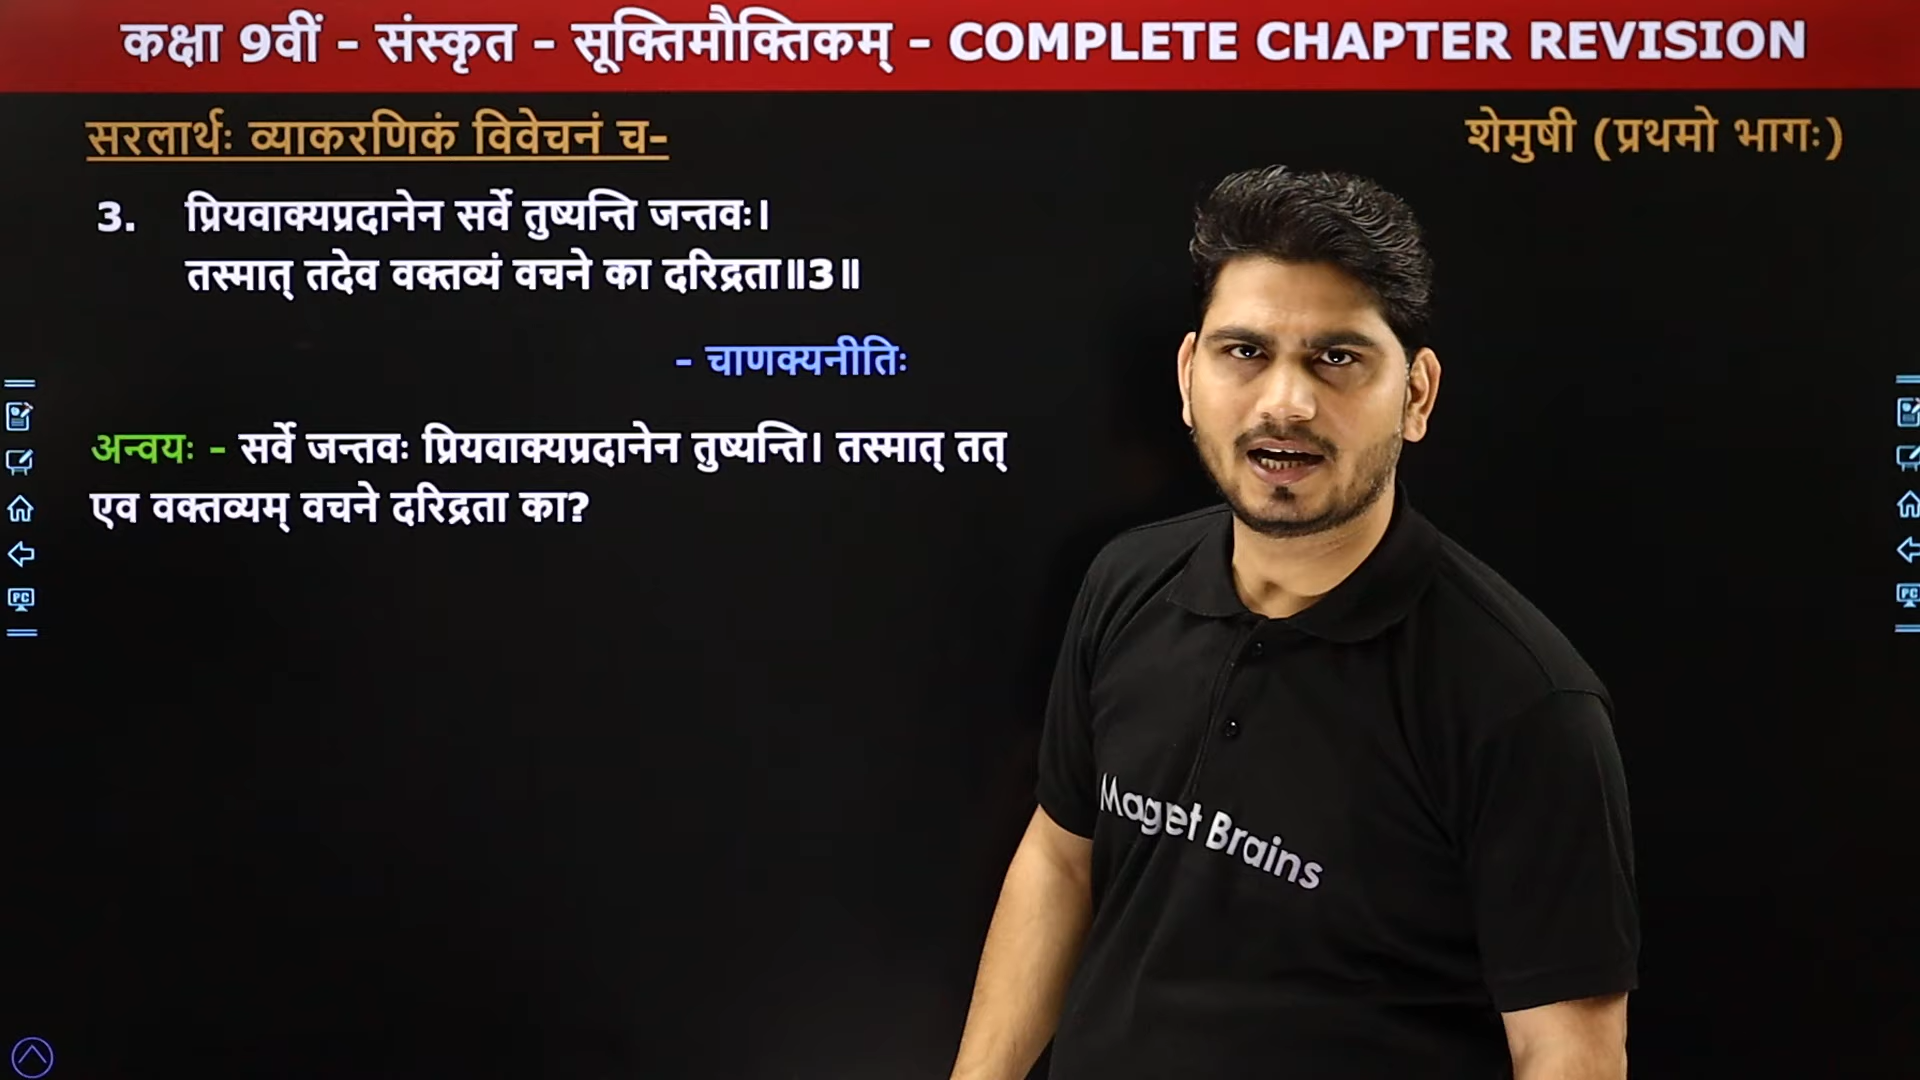 कक्षा 9वीं - संस्कृत - सूक्तिमौक्तिकम् - COMPLETE CHAPTER REVISION
सरलार्थः व्याकरणिकं विवेचनं च-
शेमुषी (प्रथमो भागः)
3. प्रियवाक्यप्रदानेन सर्वे तुष्यन्ति जन्तवः।
तस्मात् तदेव वक्तव्यं वचने का दरिद्रता॥3॥
- चाणक्यनीतिः
अन्वयः - सर्वे जन्तवः प्रियवाक्यप्रदानेन तुष्यन्ति। तस्मात् तत्
एव वक्तव्यम् वचने दरिद्रता का?
Magnet Brains
PC
PC